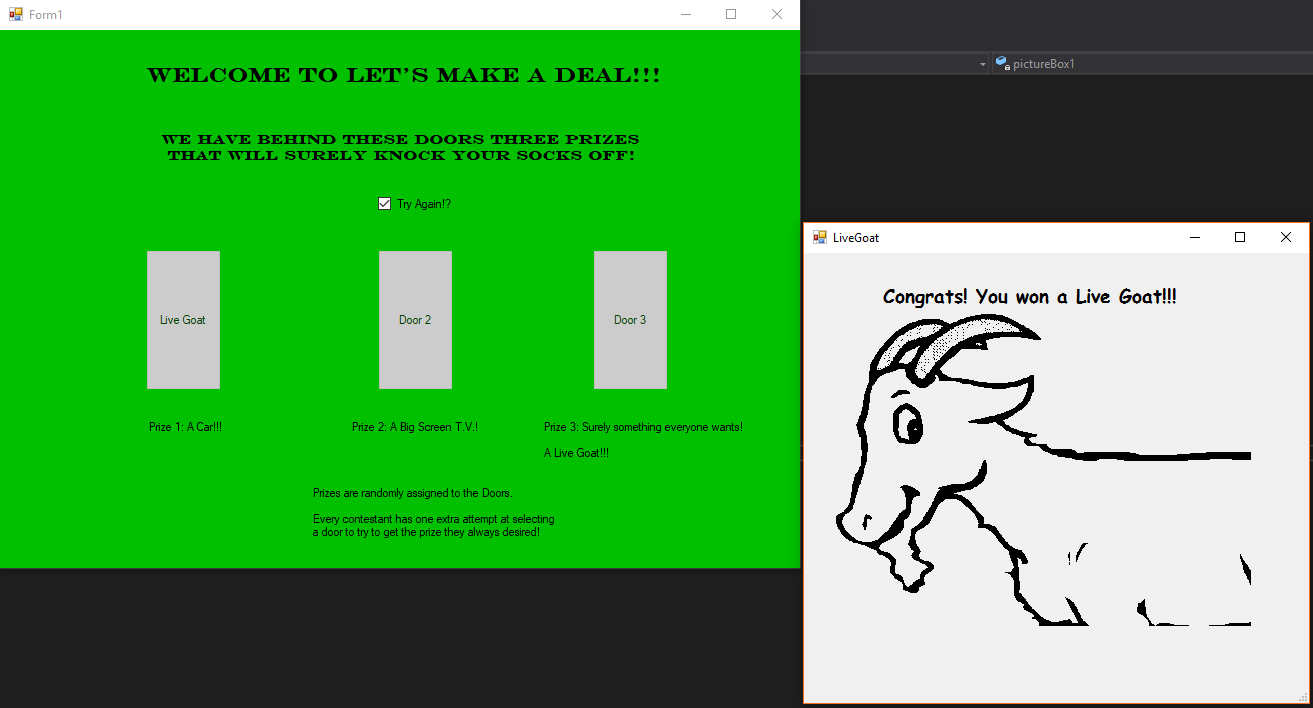 Form1
WELCOME TO LET'S MAKE A DEAL!!!
WE HAVE BEHIND THESE DOORS THREE PRIZES
THAT WILL SURELY KNOCK YOUR SOCKS OFF!
Try Again!?
Live Goat
Door 2
Door 3
Prize 1: A Car!!!
Prize 2: A Big Screen T.V.!
Prize 3: Surely something everyone wants!
A Live Goat!!!
Prizes are randomly assigned to the Doors.
Every contestant has one extra attempt at selecting
a door to try to get the prize they always desired!
pictureBox1
LiveGoat
Congrats! You won a Live Goat!!!